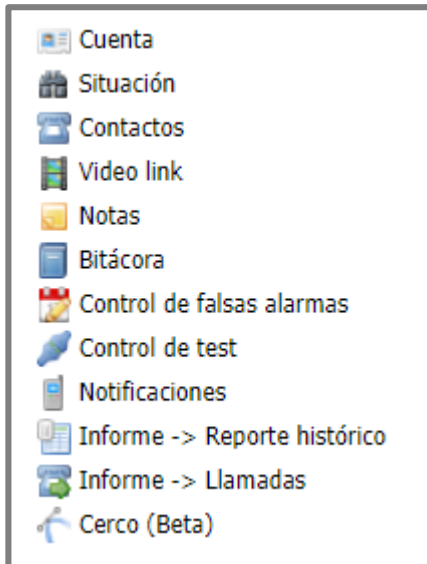 Cuenta
Situación
Contactos
Video link
Notas
Bitácora
Control de falsas alarmas
Control de test
Notificaciones
Informe -> Reporte histórico
Informe -> Llamadas
Cerco (Beta)